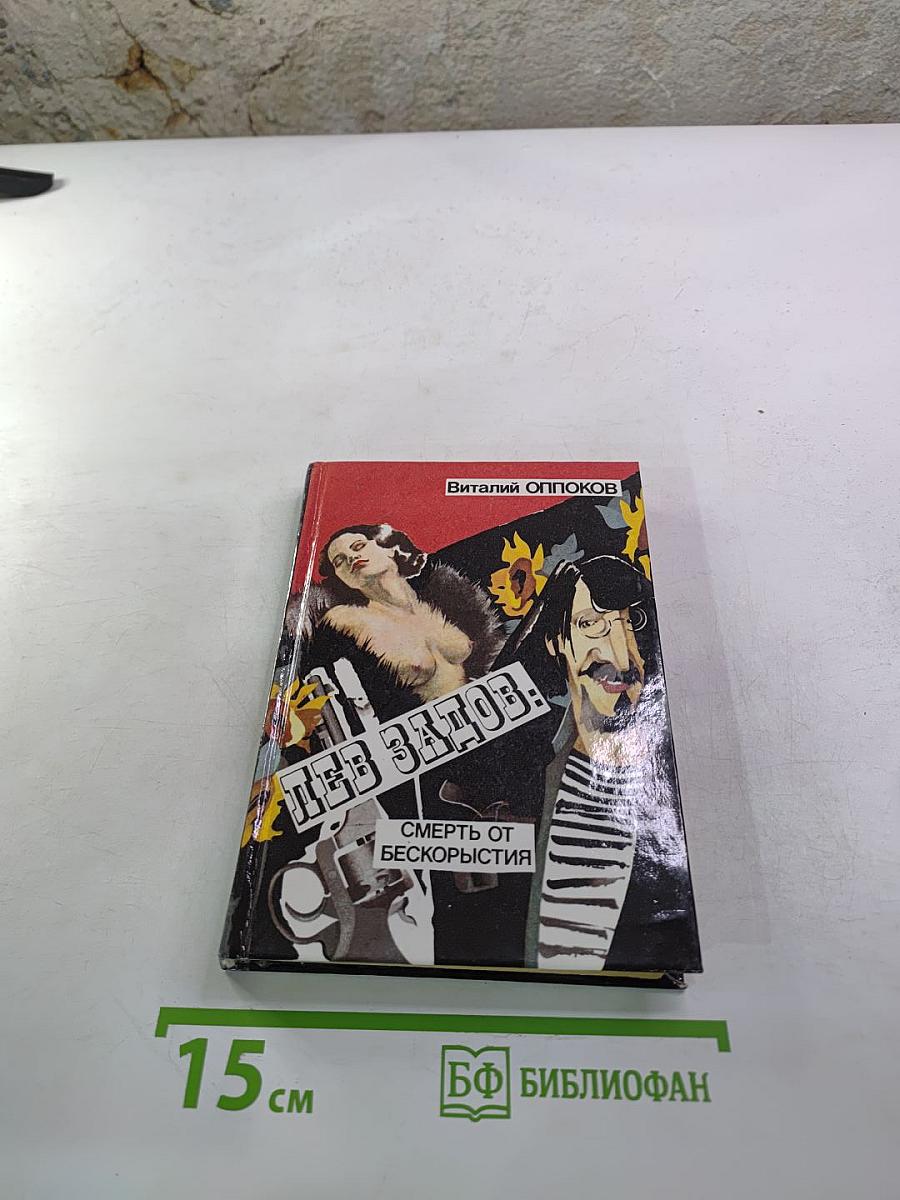 Виталий ОППОКОВ
ЛЕВ ЗАДОВ:
СМЕРТЬ ОТ
БЕСКОРЫСТИЯ
15 см
БФ БИБЛИОФАН